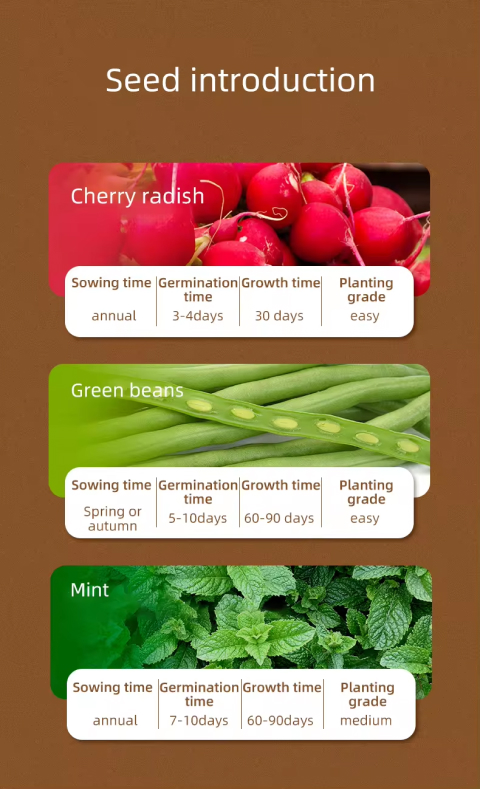 Seed introduction
Cherry radish
Sowing time Germination time Growth time Planting grade
annual 3-4days 30 days easy
Green beans
Sowing time Germination time Growth time Planting grade
Spring or autumn 5-10days 60-90 days easy
Mint
Sowing time Germination time Growth time Planting grade
annual 7-10days 60-90days medium